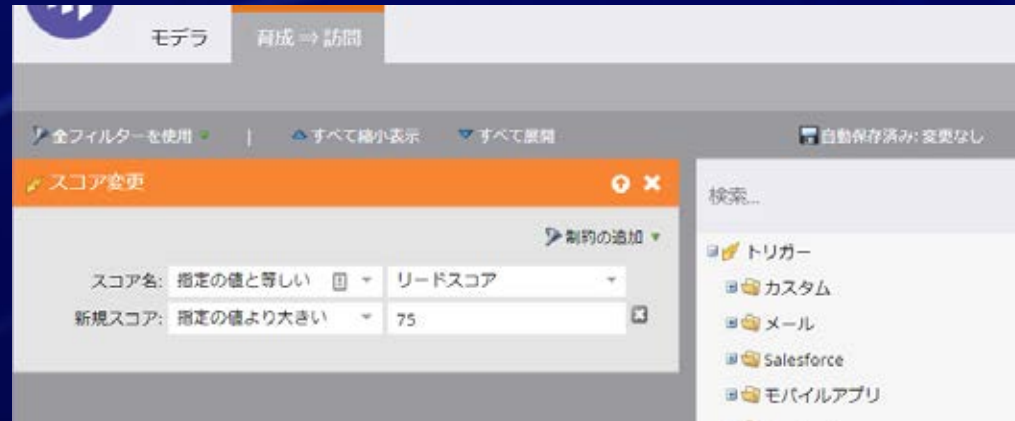 モデラ
育成⇒訪問
全フィルターを使用 | すべて縮小表示 すべて展開
自動保存済み: 変更なし
スコア変更
検索...
制約の追加
スコア名: 指定の値と等しい リードスコア
新規スコア: 指定の値より大きい 75
トリガー
カスタム
メール
Salesforce
モバイルアプリ